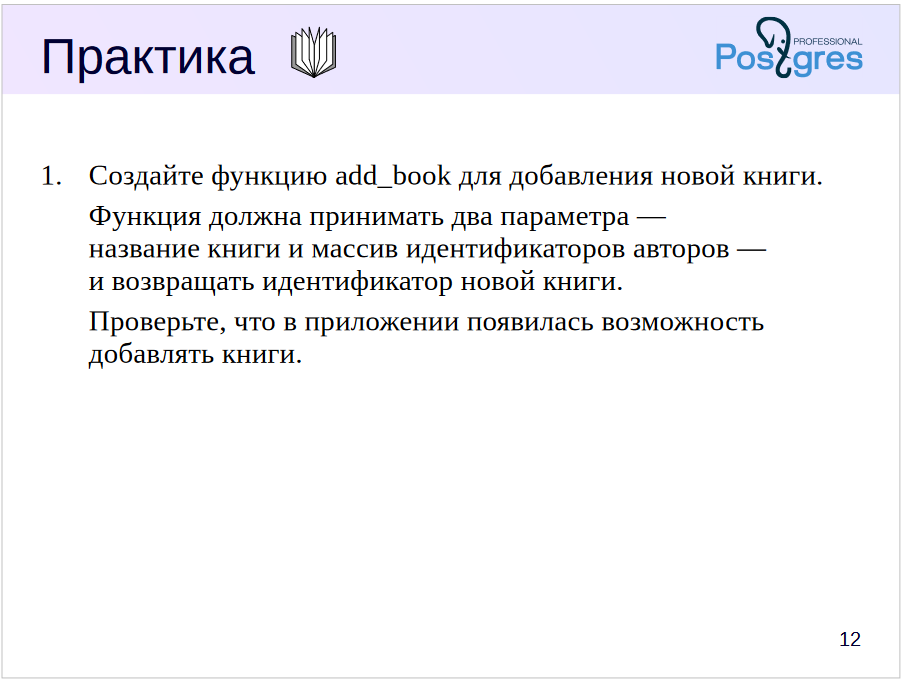 Практика
PROFESSIONAL
Postgres
1. Создайте функцию add_book для добавления новой книги.
Функция должна принимать два параметра —
название книги и массив идентификаторов авторов —
и возвращать идентификатор новой книги.
Проверьте, что в приложении появилась возможность
добавлять книги.
12